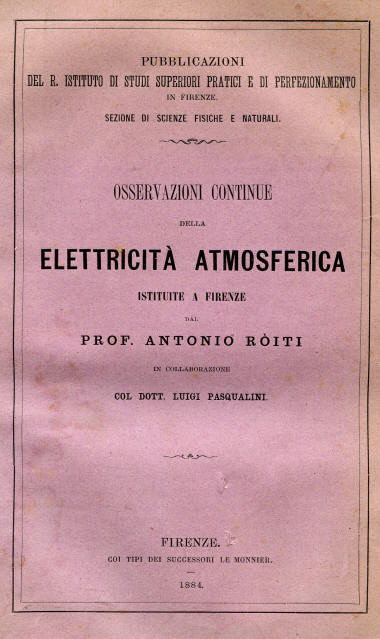 PUBBLICAZIONI
DEL R. ISTITUTO DI STUDI SUPERIORI PRATICI E DI PERFEZIONAMENTO
IN FIRENZE.
SEZIONE DI SCIENZE FISICHE E NATURALI.
OSSERVAZIONI CONTINUE
DELLA
ELETTRICITÀ ATMOSFERICA
ISTITUITE A FIRENZE
DAL
PROF. ANTONIO RÒITI
IN COLLABORAZIONE
COL DOTT. LUIGI PASQUALINI.
FIRENZE.
COI TIPI DEI SUCCESSORI LE MONNIER.
1884.